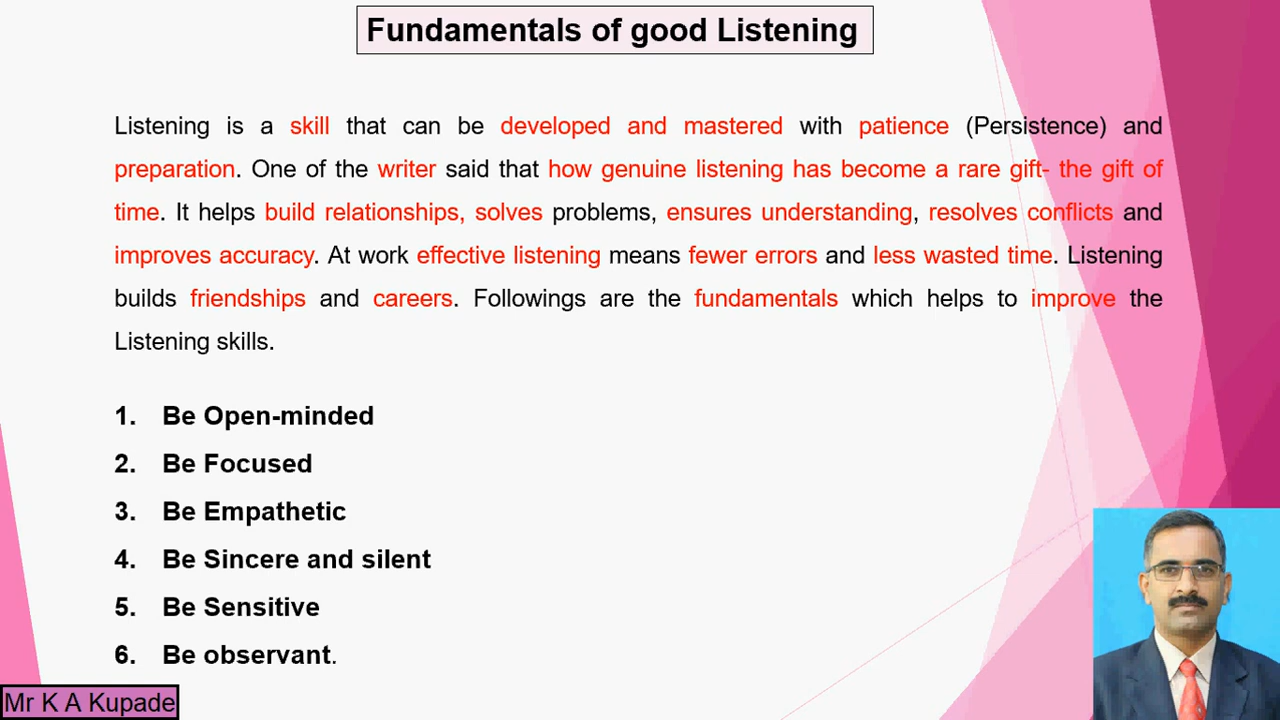 Fundamentals of good Listening
Listening is a skill that can be developed and mastered with patience (Persistence) and
preparation. One of the writer said that how genuine listening has become a rare gift- the gift of
time. It helps build relationships, solves problems, ensures understanding, resolves conflicts and
improves accuracy. At work effective listening means fewer errors and less wasted time. Listening
builds friendships and careers. Followings are the fundamentals which helps to improve the
Listening skills.
1. Be Open-minded
2. Be Focused
3. Be Empathetic
4. Be Sincere and silent
5. Be Sensitive
6. Be observant.
Mr K A Kupade